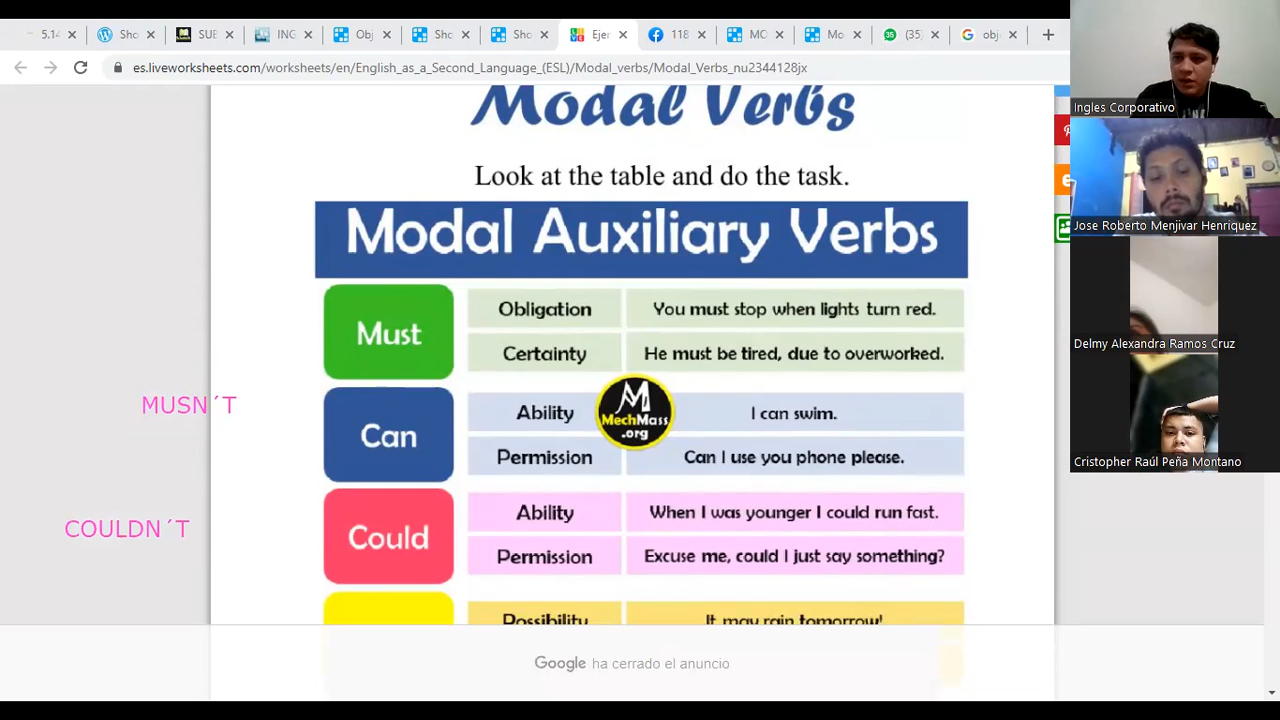 5.14
Sho
SUE
ING
Obj
Sho
Sho
Ejer
118
MO
Mo
(35)
obje
es.liveworksheets.com/worksheets/en/English_as_a_Second_Language_(ESL)/Modal_verbs/Modal_Verbs_nu2344128jx
Ingles Corporativo
Jose Roberto Menjivar Henriquez
Delmy Alexandra Ramos Cruz
Cristopher Raúl Peña Montano
Modal Verbs
Look at the table and do the task.
Modal Auxiliary Verbs
Must
Obligation
You must stop when lights turn red.
Certainty
He must be tired, due to overworked.
MUSN´T
Can
Ability
I can swim.
Permission
Can I use you phone please.
M
MechMass
.org
COULDN´T
Could
Ability
When I was younger I could run fast.
Permission
Excuse me, could I just say something?
Possibility
It may rain tomorrow!
Google ha cerrado el anuncio